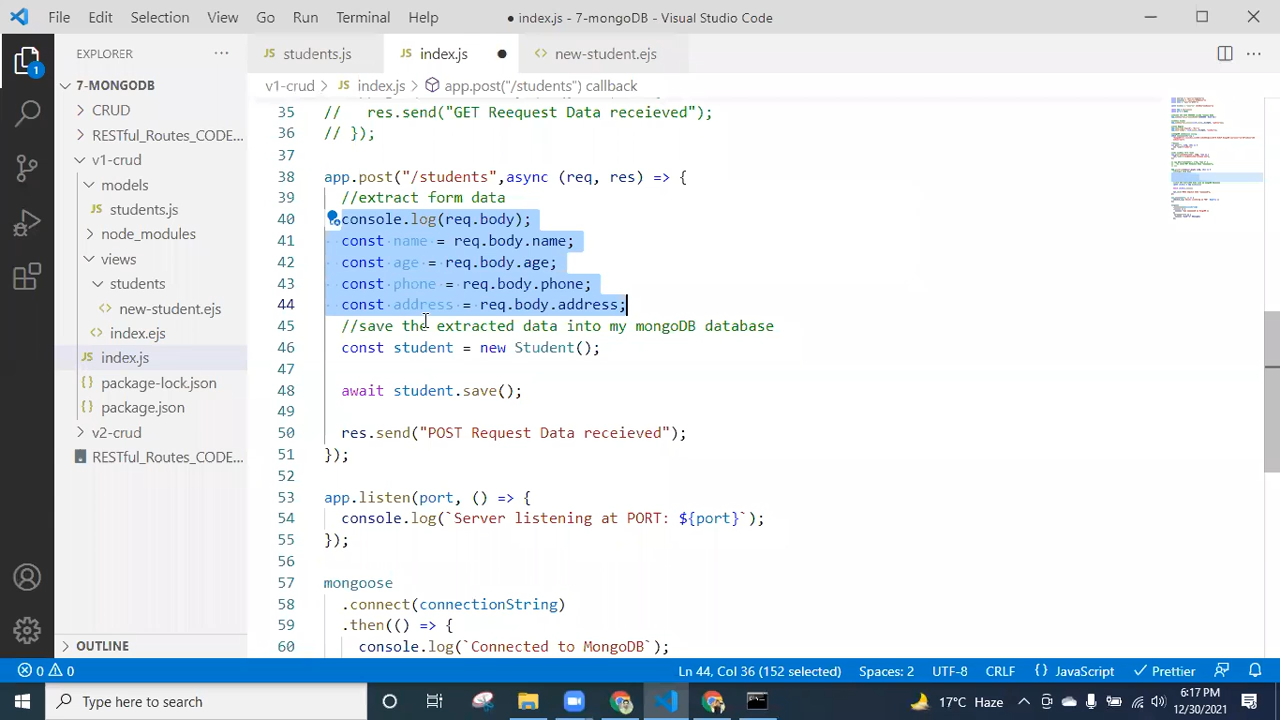 File Edit Selection View Go Run Terminal Help ● index.js - 7-mongoDB - Visual Studio Code
EXPLORER ···
JS students.js JS index.js ● <> new-student.ejs ···
1
7-MONGODB
v1-crud > JS index.js > app.post("/students") callback
CRUD
RESTful_Routes_CODE...
v1-crud
models
JS students.js
node_modules
views
students
<> new-student.ejs
<> index.ejs
JS index.js
{} package-lock.json
{} package.json
v2-crud
RESTful_Routes_CODE...
OUTLINE
35 // res.send("GET Reequest Data receieved");
36 // });
37
38 app.post("/students", async (req, res) => {
39 //extract form data
40 console.log(req.body);
41 const name = req.body.name;
42 const age = req.body.age;
43 const phone = req.body.phone;
44 const address = req.body.address;
45 //save the extracted data into my mongoDB database
46 const student = new Student();
47
48 await student.save();
49
50 res.send("POST Request Data receieved");
51 });
52
53 app.listen(port, () => {
54 console.log(`Server listening at PORT: ${port}`);
55 });
56
57 mongoose
58 .connect(connectionString)
59 .then(() => {
60 console.log(`Connected to MongoDB`);
0 0 Ln 44, Col 36 (152 selected) Spaces: 2 UTF-8 CRLF {} JavaScript Prettier
Type here to search 17°C Haze 6:17 PM
12/30/2021